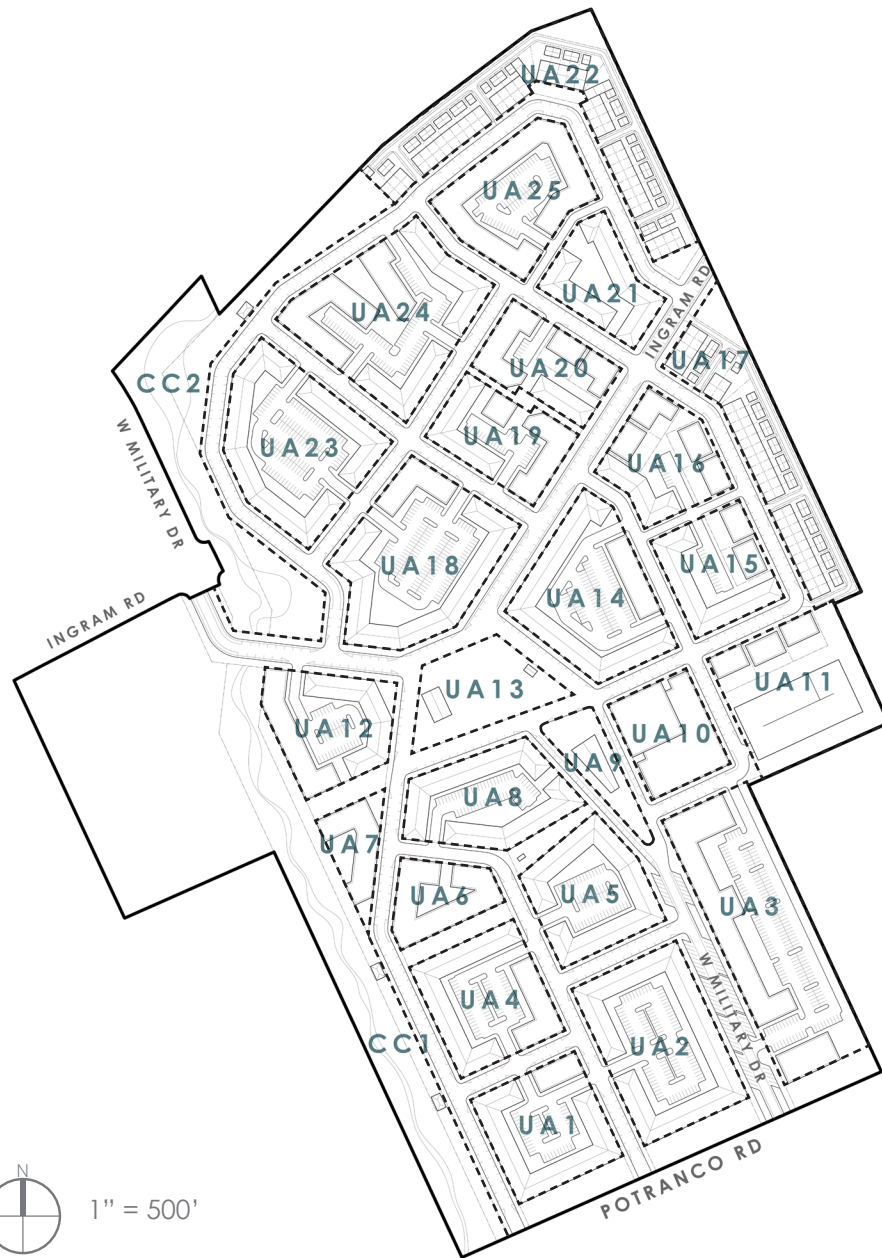 UA22
UA25
INGRAM RD
UA21
UA24
UA17
UA20
CC2
UA19
UA23
UA16
W MILITARY DR
UA18
UA15
UA14
INGRAM RD
UA11
UA13
UA12
UA10
UA9
UA8
UA7
UA6
UA5
UA3
W MILITARY DR
UA4
CC1
UA2
UA1
POTRANCO RD
N
1” = 500’